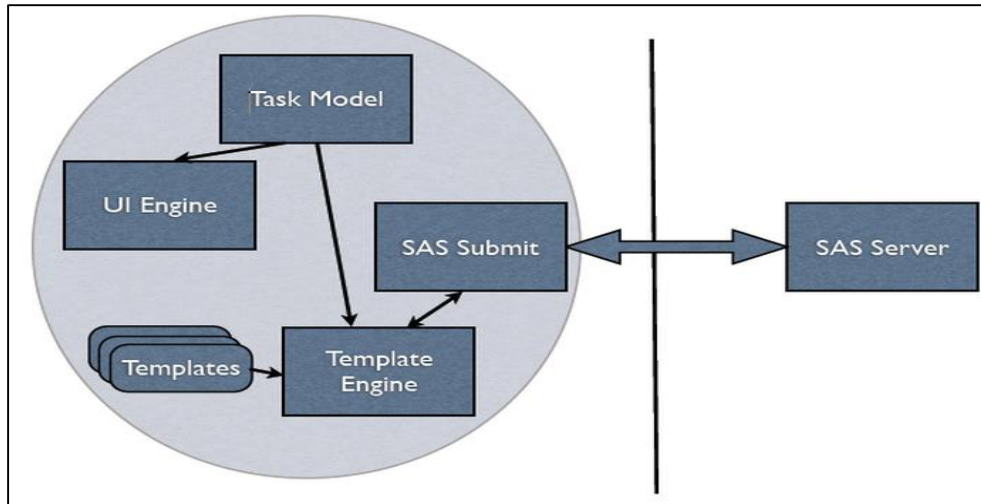 Task Model
UI Engine
SAS Submit
SAS Server
Templates
Template
Engine